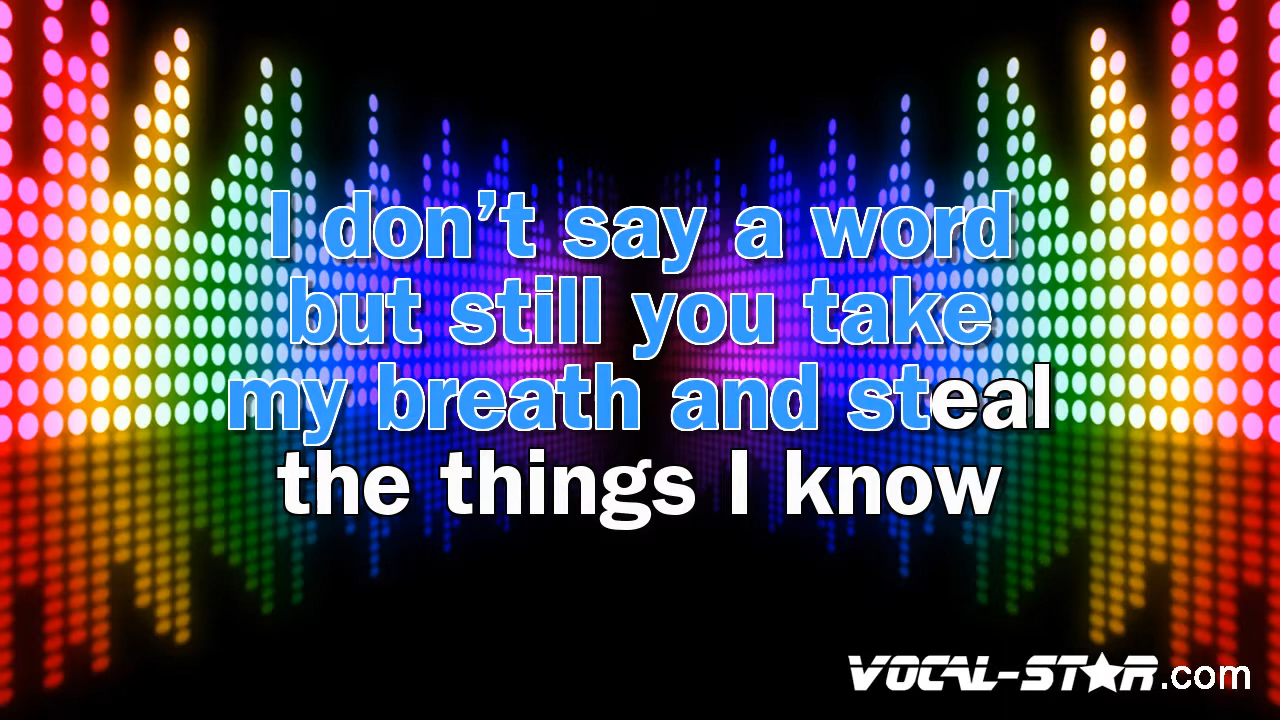 I don’t say a word
but still you take
my breath and steal
the things I know
VOCAL-STAR.com